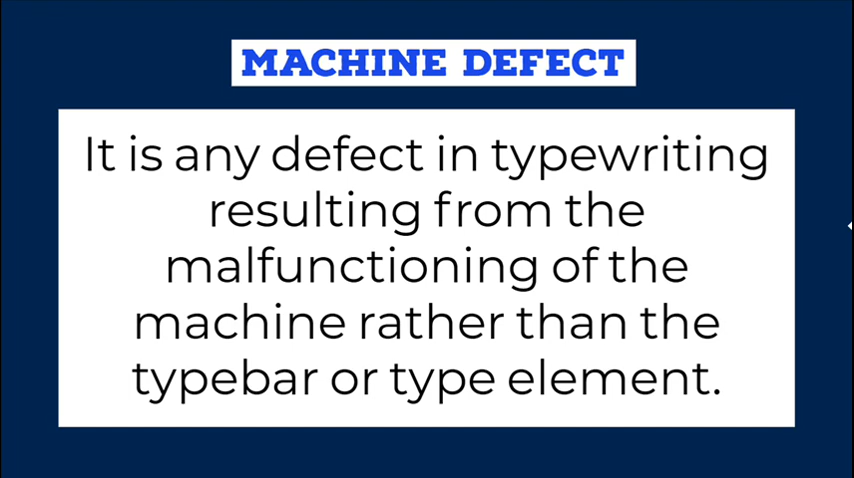 MACHINE DEFECT
It is any defect in typewriting
resulting from the
malfunctioning of the
machine rather than the
typebar or type element.